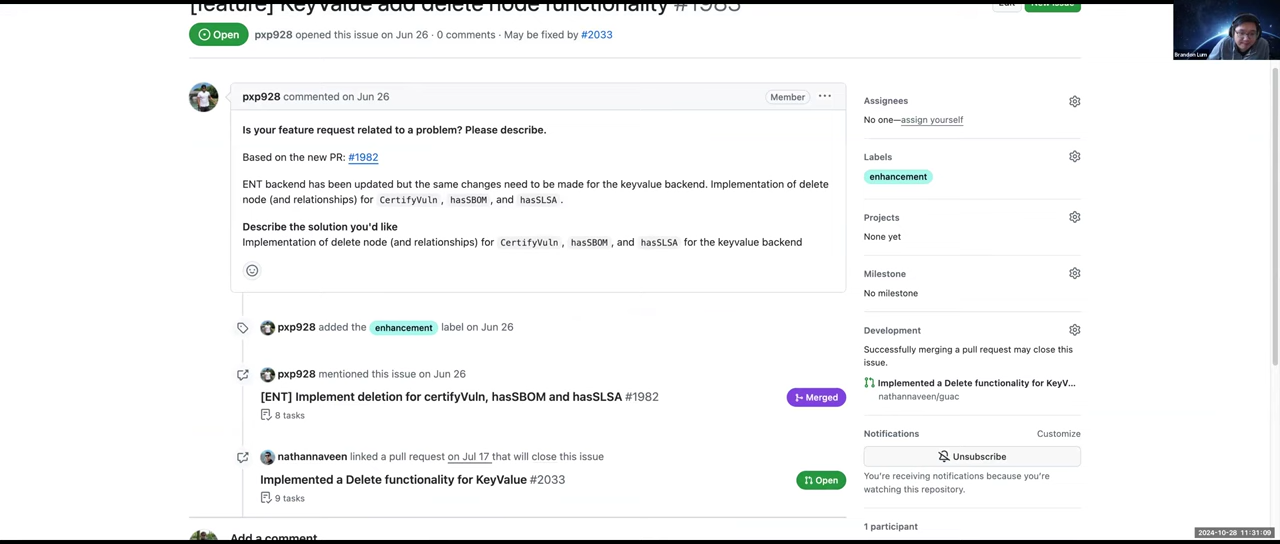 [feature] KeyValue add delete node functionality #1983
Edit
New issue
Open
pxp928 opened this issue on Jun 26 · 0 comments · May be fixed by #2033
Brandon Lum
pxp928 commented on Jun 26
Member
Is your feature request related to a problem? Please describe.
Based on the new PR: #1982
ENT backend has been updated but the same changes need to be made for the keyvalue backend. Implementation of delete
node (and relationships) for CertifyVuln, hasSBOM, and hasSLSA.
Describe the solution you'd like
Implementation of delete node (and relationships) for CertifyVuln, hasSBOM, and hasSLSA for the keyvalue backend
pxp928 added the enhancement label on Jun 26
pxp928 mentioned this issue on Jun 26
[ENT] Implement deletion for certifyVuln, hasSBOM and hasSLSA #1982
Merged
8 tasks
nathannaveen linked a pull request on Jul 17 that will close this issue
Implemented a Delete functionality for KeyValue #2033
Open
9 tasks
Add a comment
Assignees
No one—assign yourself
Labels
enhancement
Projects
None yet
Milestone
No milestone
Development
Successfully merging a pull request may close this
issue.
Implemented a Delete functionality for KeyV...
nathannaveen/guac
Notifications
Customize
Unsubscribe
You're receiving notifications because you're
watching this repository.
1 participant
2024-10-28 11:31:09